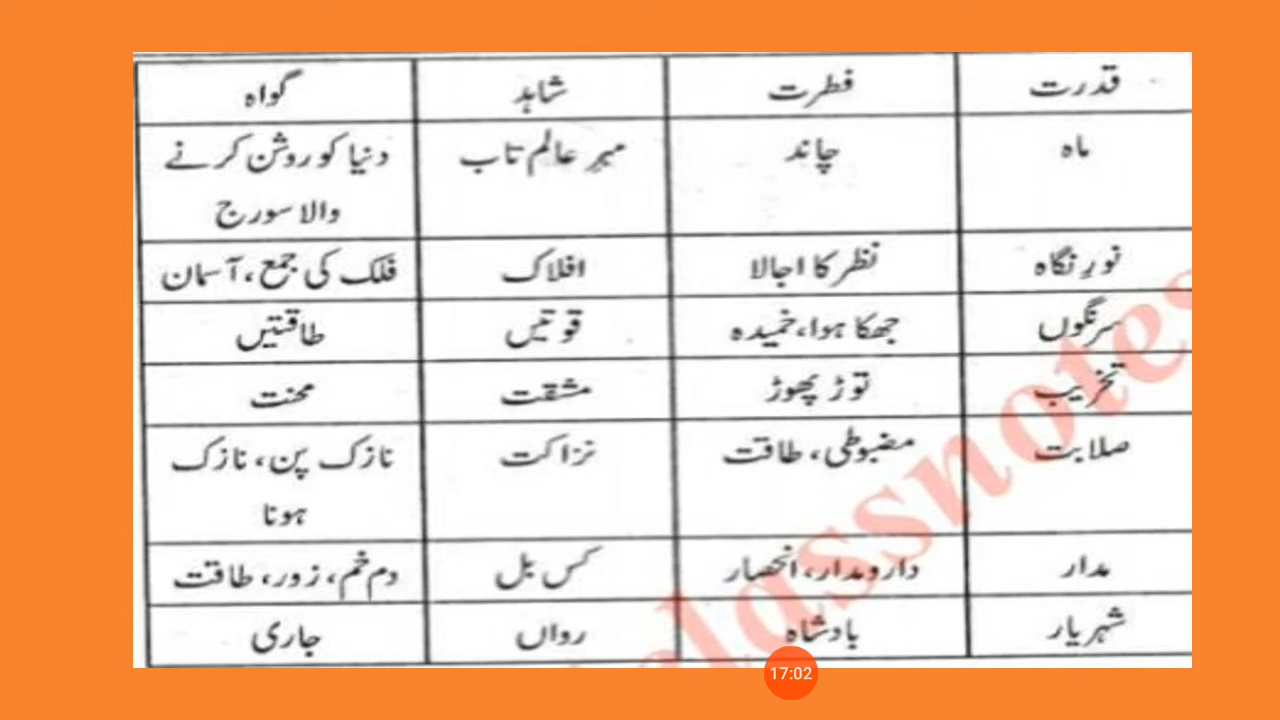 قدرت فطرت شاہد گواہ
ماہ چاند مہرِ عالم تاب دنیا کو روشن کرنے
والا سورج
نورِ نگاہ نظر کا اجالا افلاک فلک کی جمع، آسمان
سرنگوں جھکا ہوا، خمیدہ قوتیں طاقتیں
تخریب توڑ پھوڑ مشقت محنت
صلابت مضبوطی، طاقت نزاکت نازک پن، نازک
ہونا
مدار دارومدار، انحصار کس بل دم خم، زور، طاقت
شہریار بادشاہ رواں جاری
lassnotes
17:02